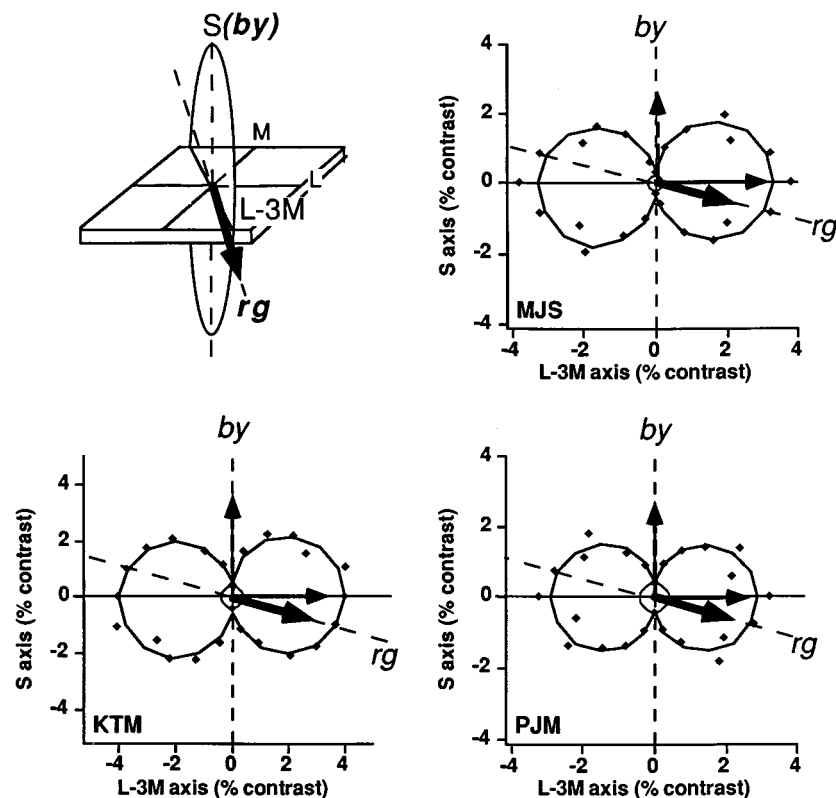 S(by)
M
L
L-3M
rg
by
4
2
0
-2
-4
S axis (% contrast)
rg
MJS
-4 -2 0 2 4
L-3M axis (% contrast)
by
4
2
0
-2
-4
S axis (% contrast)
rg
KTM
-4 -2 0 2 4
L-3M axis (% contrast)
by
4
2
0
-2
-4
S axis (% contrast)
rg
PJM
-4 -2 0 2 4
L-3M axis (% contrast)